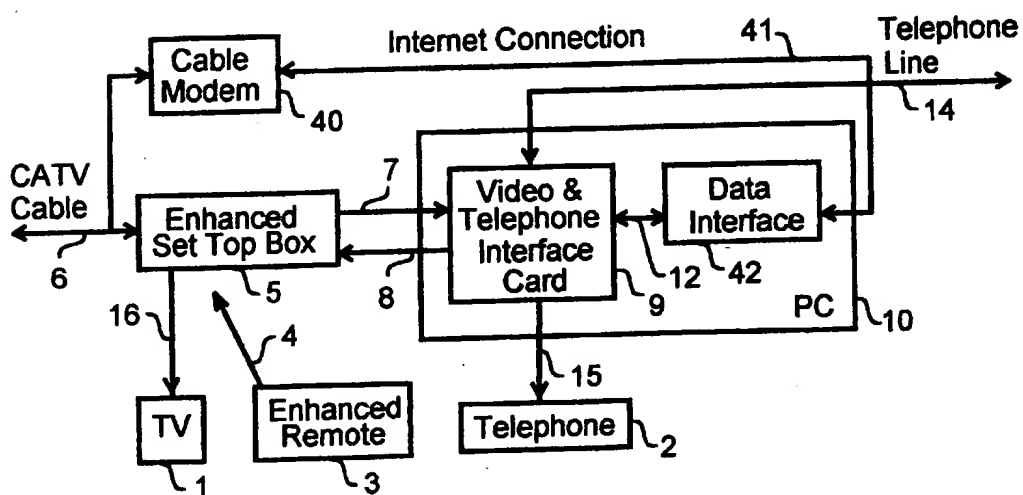 Internet Connection
41
Telephone
Line
14
Cable
Modem
40
CATV
Cable
6
7
Enhanced
Set Top Box
5
8
Video &
Telephone
Interface
Card
9
12
Data
Interface
42
PC
10
16
4
15
TV
1
Enhanced
Remote
3
Telephone
2